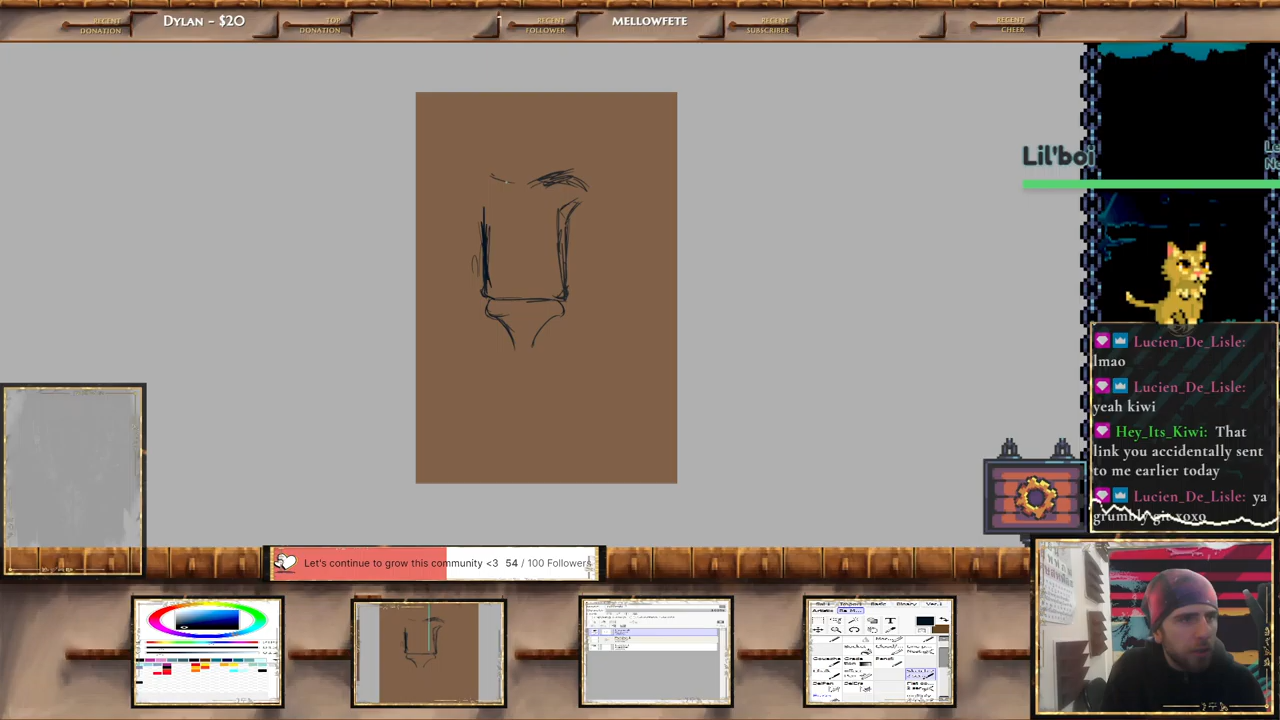 RECENT DONATION
Dylan - $20
TOP DONATION
RECENT FOLLOWER
MELLOWFETE
RECENT SUBSCRIBER
RECENT CHEER
Lil'boi
Lucien_De_Lisle:
lmao
Lucien_De_Lisle:
yeah kiwi
Hey_Its_Kiwi: That
link you accidentally sent
to me earlier today
Lucien_De_Lisle: ya
grumbly git xoxo
Let's continue to grow this community <3 54 / 100 Followers